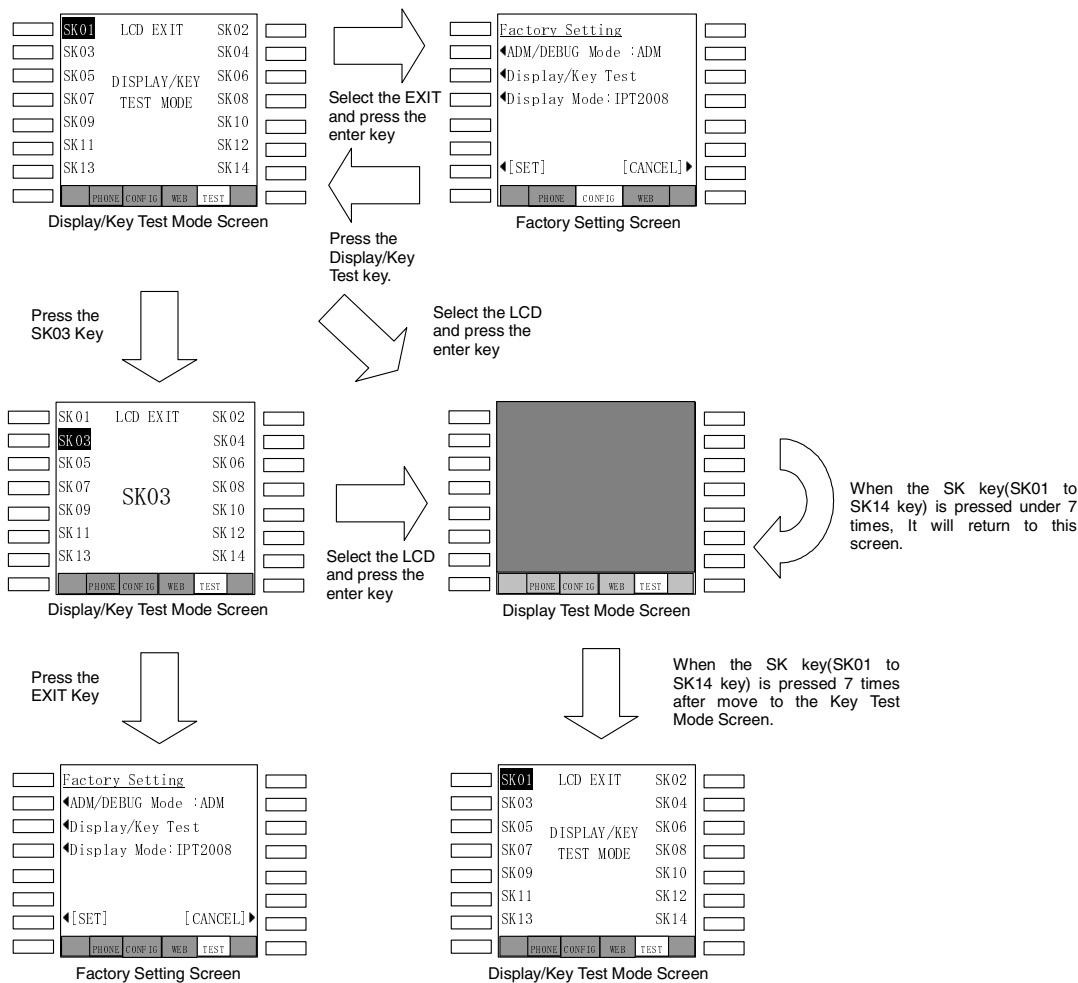 SK01 LCD EXIT SK02
SK03 SK04
SK05 DISPLAY/KEY SK06
SK07 TEST MODE SK08
SK09 SK10
SK11 SK12
SK13 SK14
PHONE CONFIG WEB TEST
Display/Key Test Mode Screen
Select the EXIT
and press the
enter key
Press the
Display/Key
Test key.
Factory Setting
ADM/DEBUG Mode :ADM
Display/Key Test
Display Mode:IPT2008
[SET] [CANCEL]
PHONE CONFIG WEB
Factory Setting Screen
Press the
SK03 Key
Select the LCD
and press the
enter key
SK01 LCD EXIT SK02
SK03 SK04
SK05 SK06
SK07 SK03 SK08
SK09 SK10
SK11 SK12
SK13 SK14
PHONE CONFIG WEB TEST
Display/Key Test Mode Screen
Select the LCD
and press the
enter key
PHONE CONFIG WEB TEST
Display Test Mode Screen
When the SK key(SK01 to
SK14 key) is pressed under 7
times, It will return to this
screen.
Press the
EXIT Key
When the SK key(SK01 to
SK14 key) is pressed 7 times
after move to the Key Test
Mode Screen.
Factory Setting
ADM/DEBUG Mode :ADM
Display/Key Test
Display Mode:IPT2008
[SET] [CANCEL]
PHONE CONFIG WEB TEST
Factory Setting Screen
SK01 LCD EXIT SK02
SK03 SK04
SK05 DISPLAY/KEY SK06
SK07 TEST MODE SK08
SK09 SK10
SK11 SK12
SK13 SK14
PHONE CONFIG WEB TEST
Display/Key Test Mode Screen